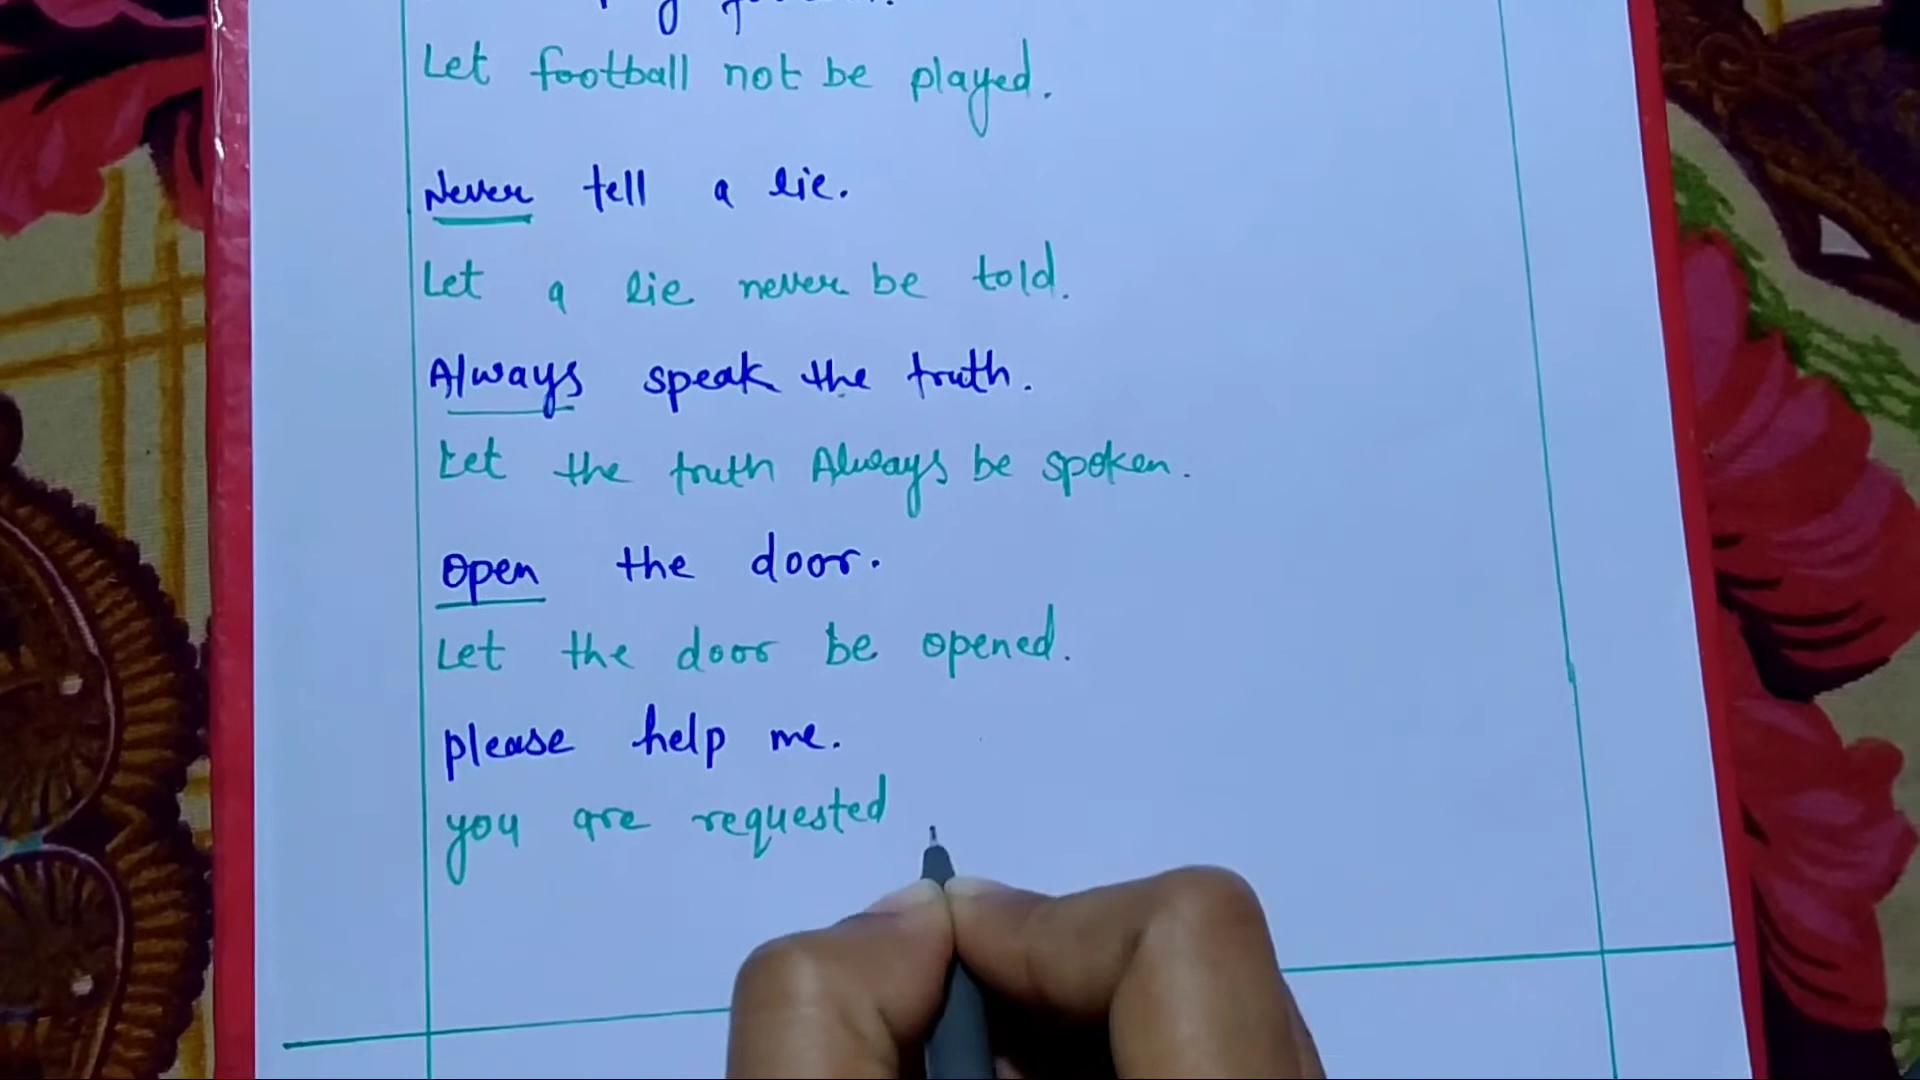 Let football not be played.
Never tell a lie.
Let a lie never be told.
Always speak the truth.
Let the truth Always be spoken.
Open the door.
Let the door be opened.
please help me.
you are requested